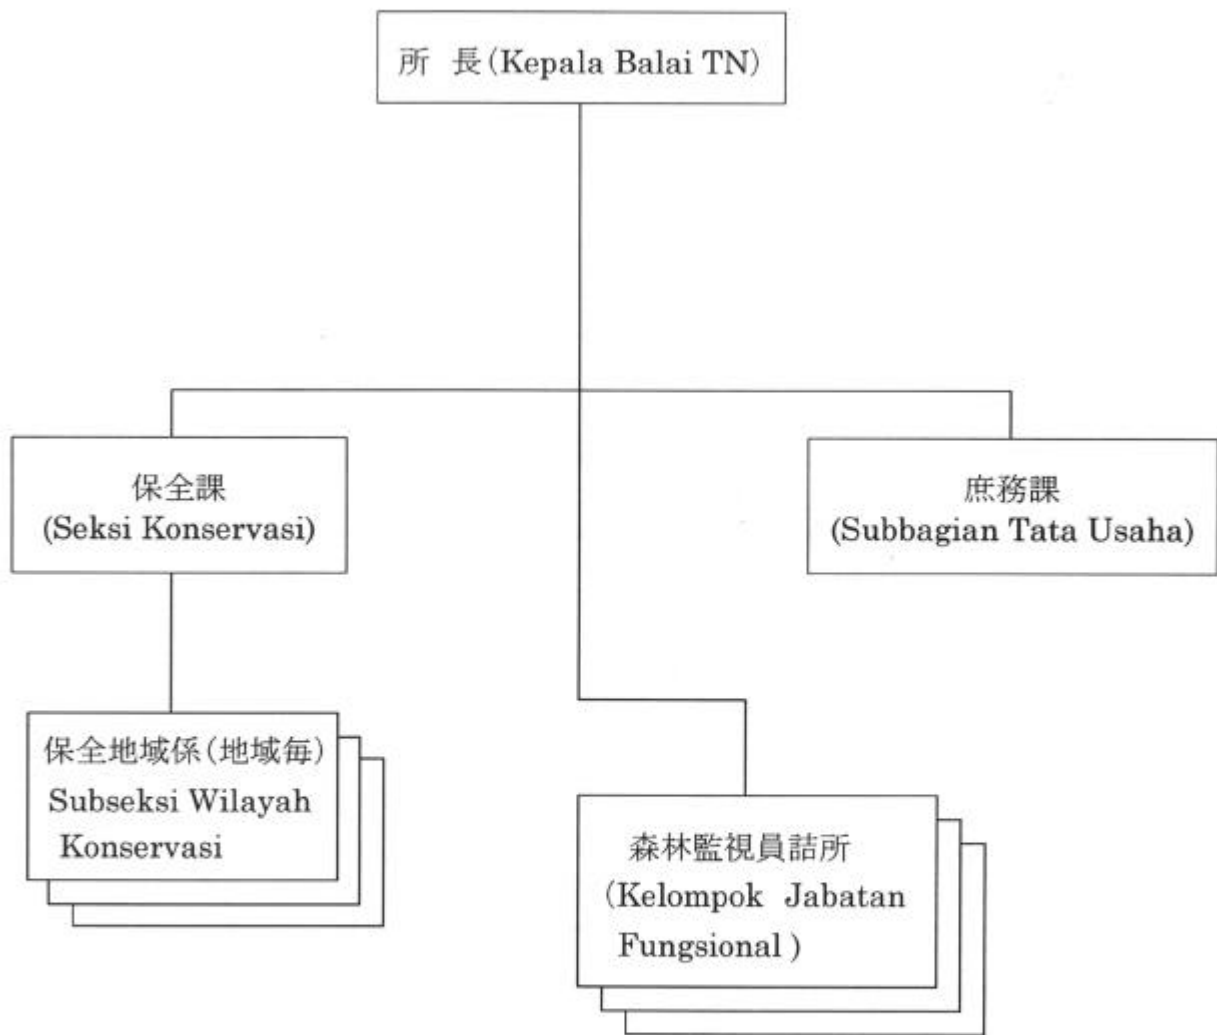 所 長(Kepala Balai TN)
保全課
(Seksi Konservasi)
庶務課
(Subbagian Tata Usaha)
保全地域係(地域毎)
Subseksi Wilayah
Konservasi
森林監視員詰所
(Kelompok Jabatan
Fungsional )